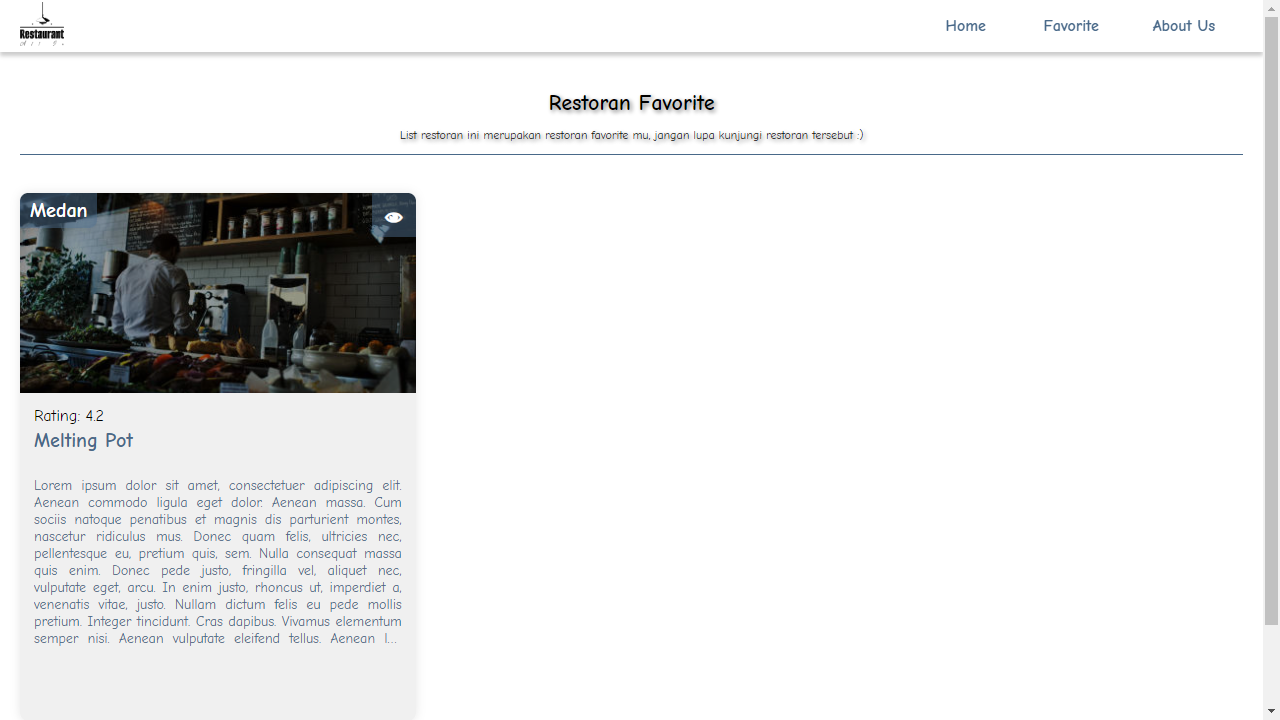 Restaurant
Home Favorite About Us
Restoran Favorite
List restoran ini merupakan restoran favorite mu, jangan lupa kunjungi restoran tersebut :)
Medan
Rating: 4.2
Melting Pot
Lorem ipsum dolor sit amet, consectetuer adipiscing elit.
Aenean commodo ligula eget dolor. Aenean massa. Cum
sociis natoque penatibus et magnis dis parturient montes,
nascetur ridiculus mus. Donec quam felis, ultricies nec,
pellentesque eu, pretium quis, sem. Nulla consequat massa
quis enim. Donec pede justo, fringilla vel, aliquet nec,
vulputate eget, arcu. In enim justo, rhoncus ut, imperdiet a,
venenatis vitae, justo. Nullam dictum felis eu pede mollis
pretium. Integer tincidunt. Cras dapibus. Vivamus elementum
semper nisi. Aenean vulputate eleifend tellus. Aenean l...